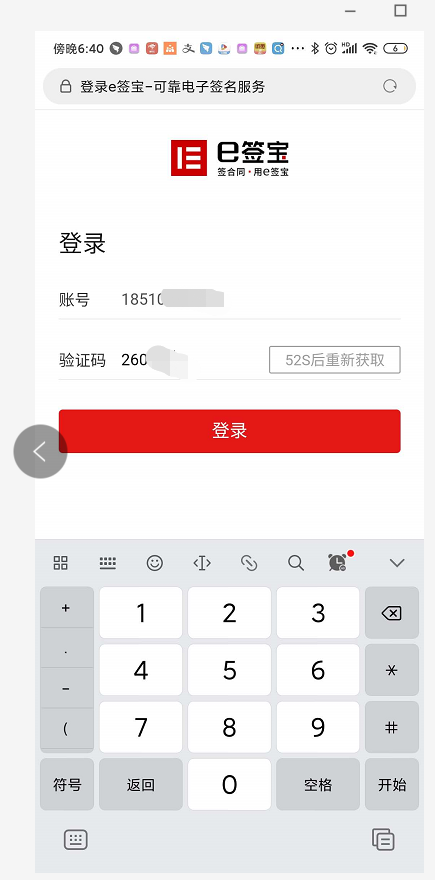 傍晚6:40
登录e签宝-可靠电子签名服务
e签宝
签合同·用e签宝
登录
账号 18510
验证码 260 52S后重新获取
登录
+ 1 2 3
. 4 5 6 *
- 7 8 9 #
(
符号 返回 0 空格 开始